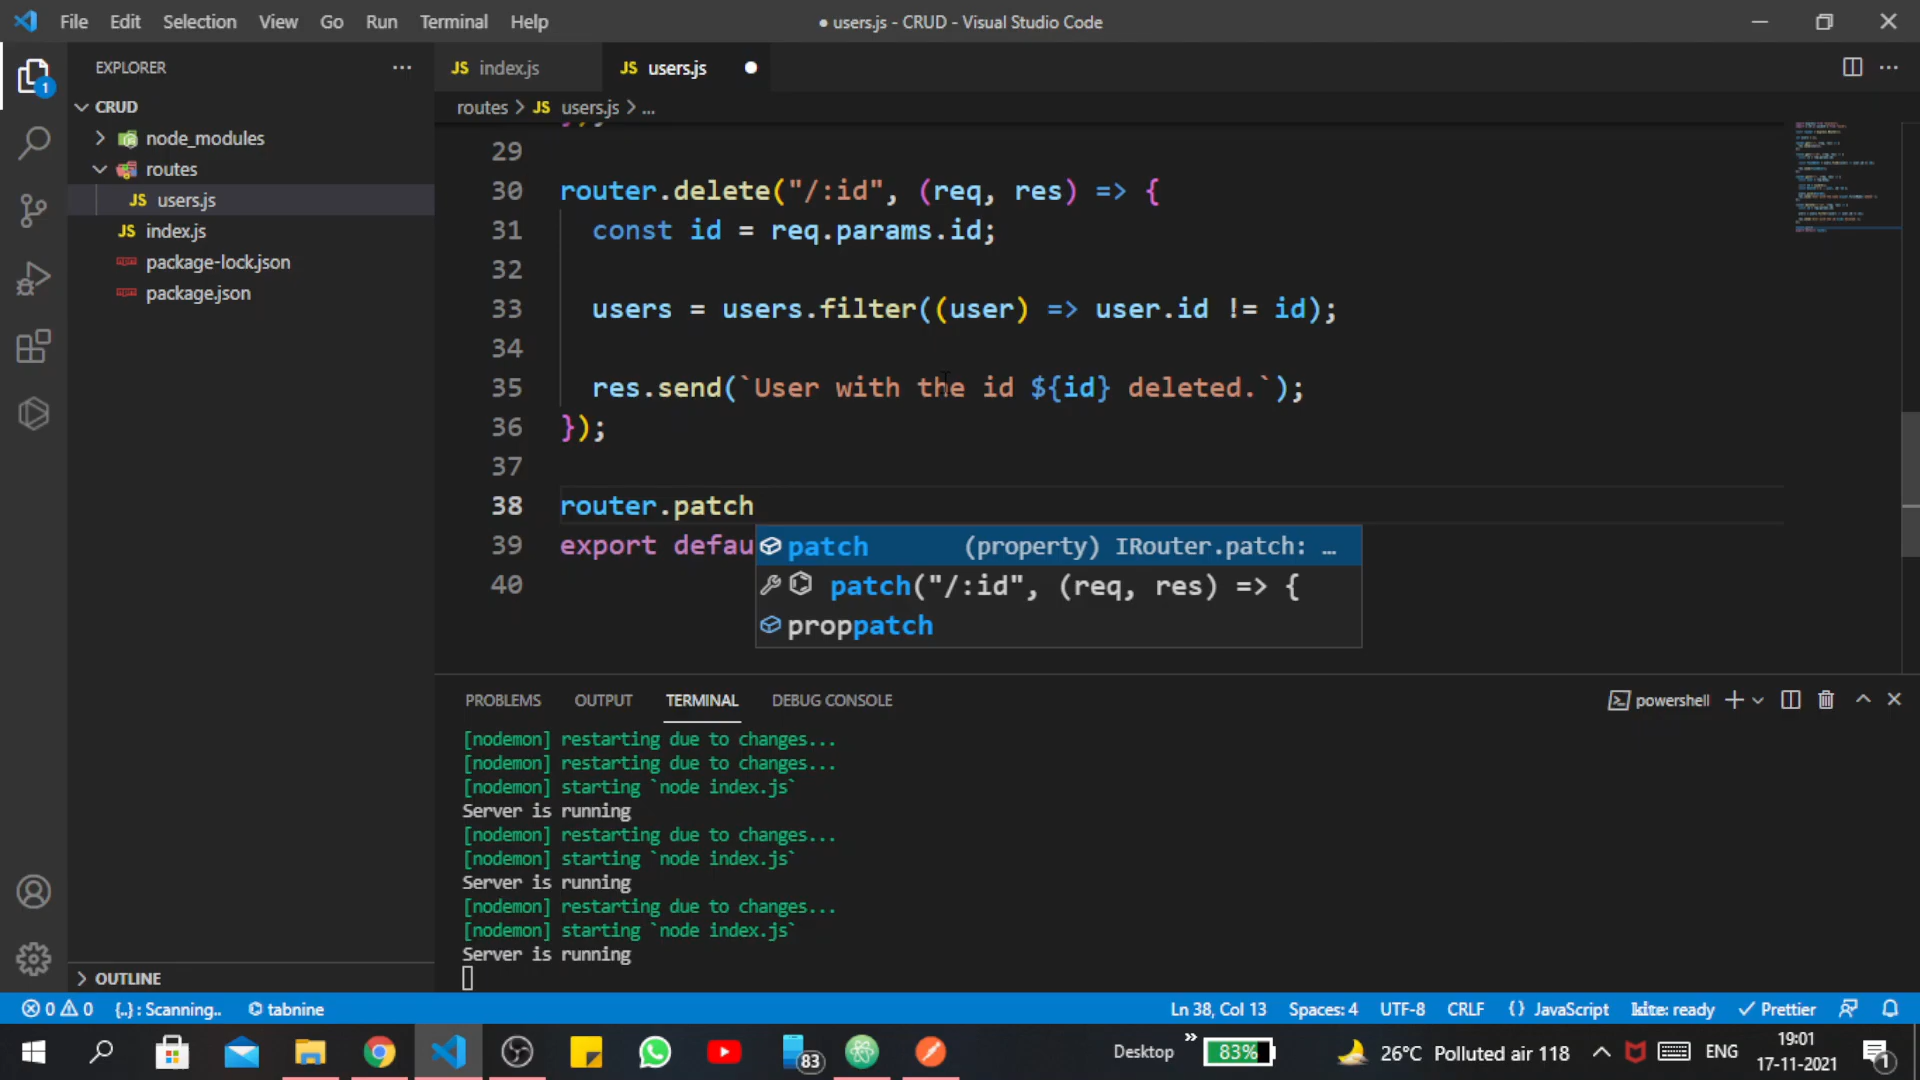 File Edit Selection View Go Run Terminal Help ● users.js - CRUD - Visual Studio Code
EXPLORER ...
JS index.js JS users.js ●
routes > JS users.js > ...
CRUD
node_modules
routes
JS users.js
JS index.js
package-lock.json
package.json
29
30 router.delete("/:id", (req, res) => {
31 const id = req.params.id;
32
33 users = users.filter((user) => user.id != id);
34
35 res.send(`User with the id ${id} deleted.`);
36 });
37
38 router.patch
39 export defau
40
patch (property) IRouter.patch: ...
patch("/:id", (req, res) => {
proppatch
PROBLEMS OUTPUT TERMINAL DEBUG CONSOLE powershell
[nodemon] restarting due to changes...
[nodemon] restarting due to changes...
[nodemon] starting `node index.js`
Server is running
[nodemon] restarting due to changes...
[nodemon] starting `node index.js`
Server is running
[nodemon] restarting due to changes...
[nodemon] starting `node index.js`
Server is running
OUTLINE
0 0 {..} : Scanning.. tabnine Ln 38, Col 13 Spaces: 4 UTF-8 CRLF {} JavaScript kite: ready Prettier
83 Desktop 83% 26°C Polluted air 118 ENG 19:01
17-11-2021
1